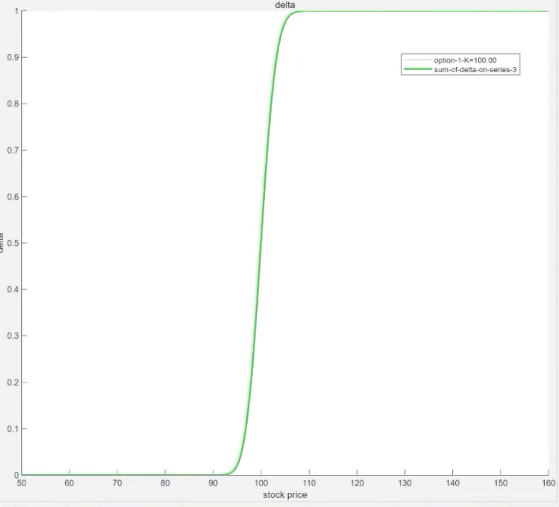 delta
1
0.9
0.8
0.7
0.6
0.5
0.4
0.3
0.2
0.1
0
delta
option-1-K=100.00
sum-of-delta-on-series-3
50 60 70 80 90 100 110 120 130 140 150 160
stock price